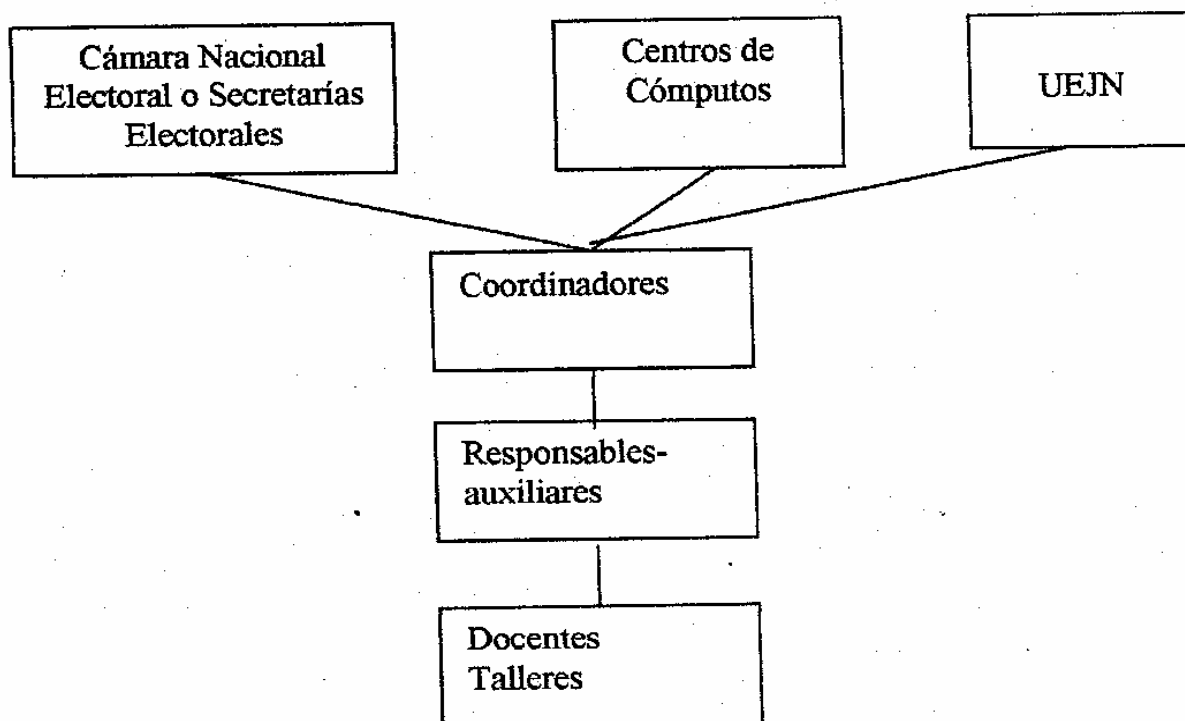 Cámara Nacional
Electoral o Secretarías
Electorales
Centros de
Cómputos
UEJN
Coordinadores
Responsables-
auxiliares
Docentes
Talleres